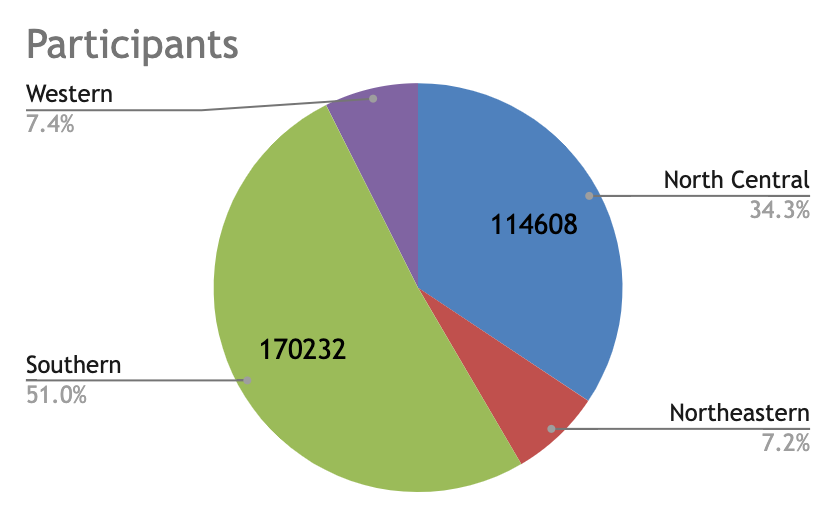 Participants
Western
7.4%
North Central
34.3%
114608
170232
Southern
51.0%
Northeastern
7.2%